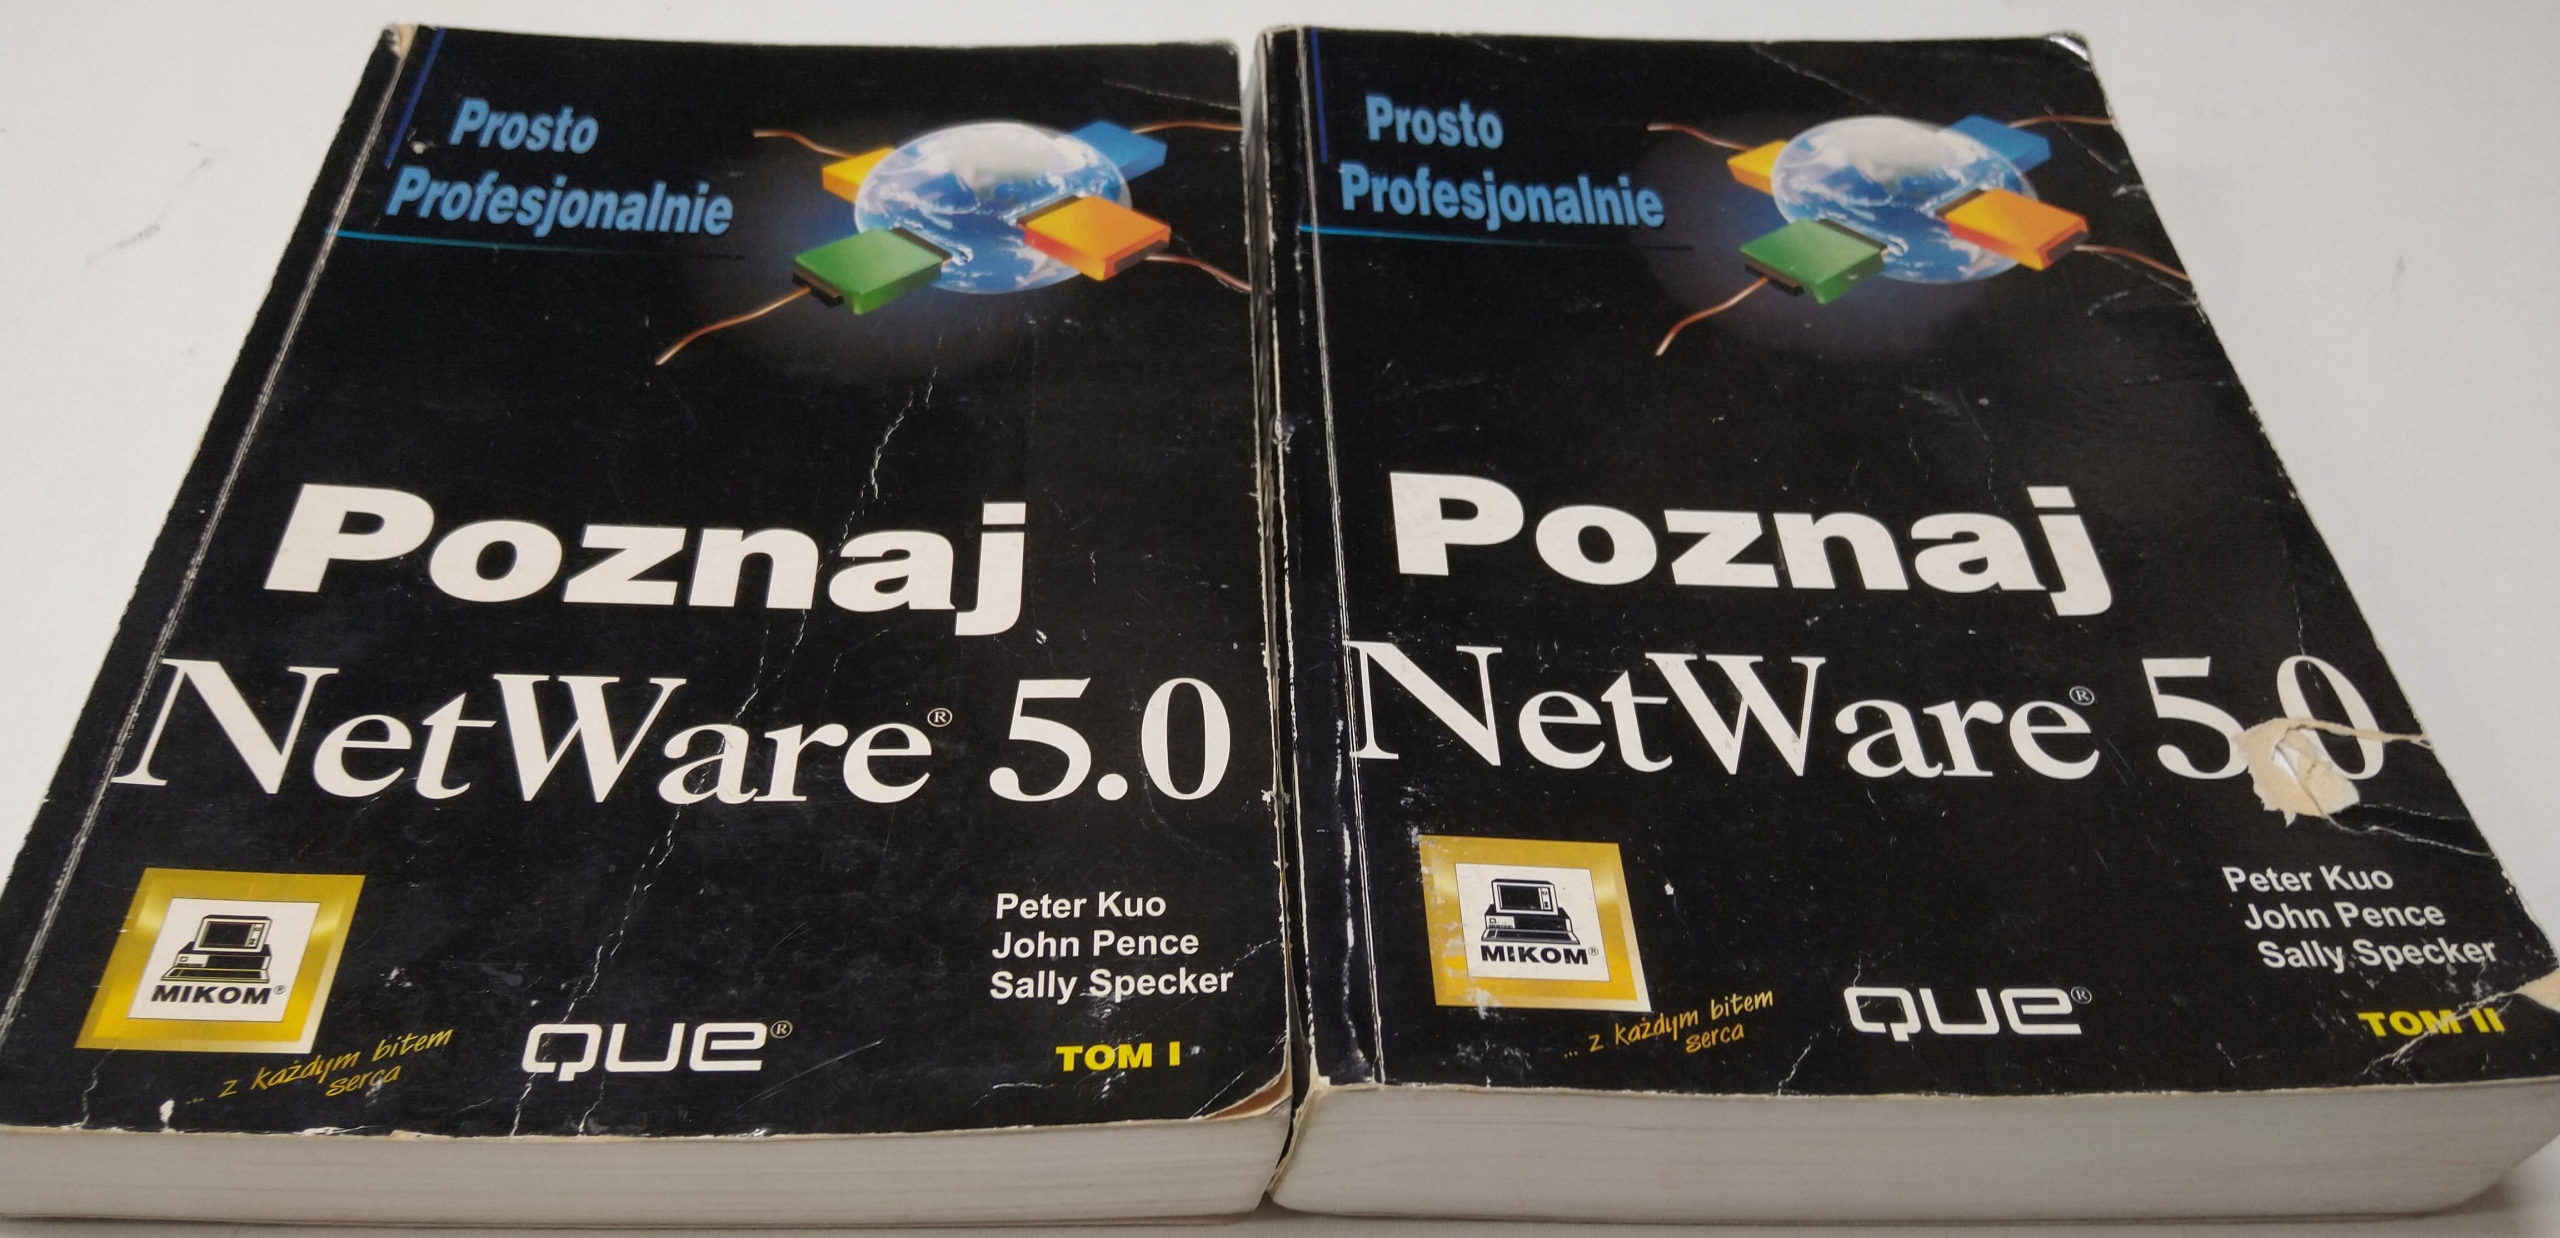 Prosto
Profesjonalnie
Poznaj
NetWare® 5.0
Peter Kuo
John Pence
Sally Specker
MIKOM®
... z każdym bitem
serca
QUE®
TOM I
Prosto
Profesjonalnie
Poznaj
NetWare® 5.0
Peter Kuo
John Pence
Sally Specker
MIKOM®
... z każdym bitem
serca
QUE®
TOM II